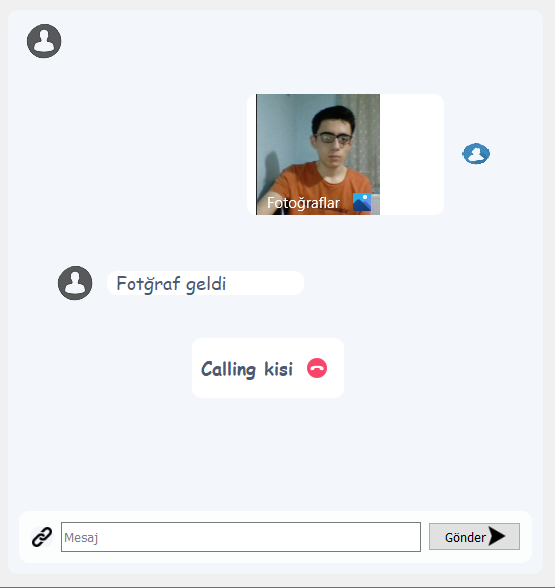 Fotoğraflar
Fotğraf geldi
Calling kisi
Mesaj
Gönder